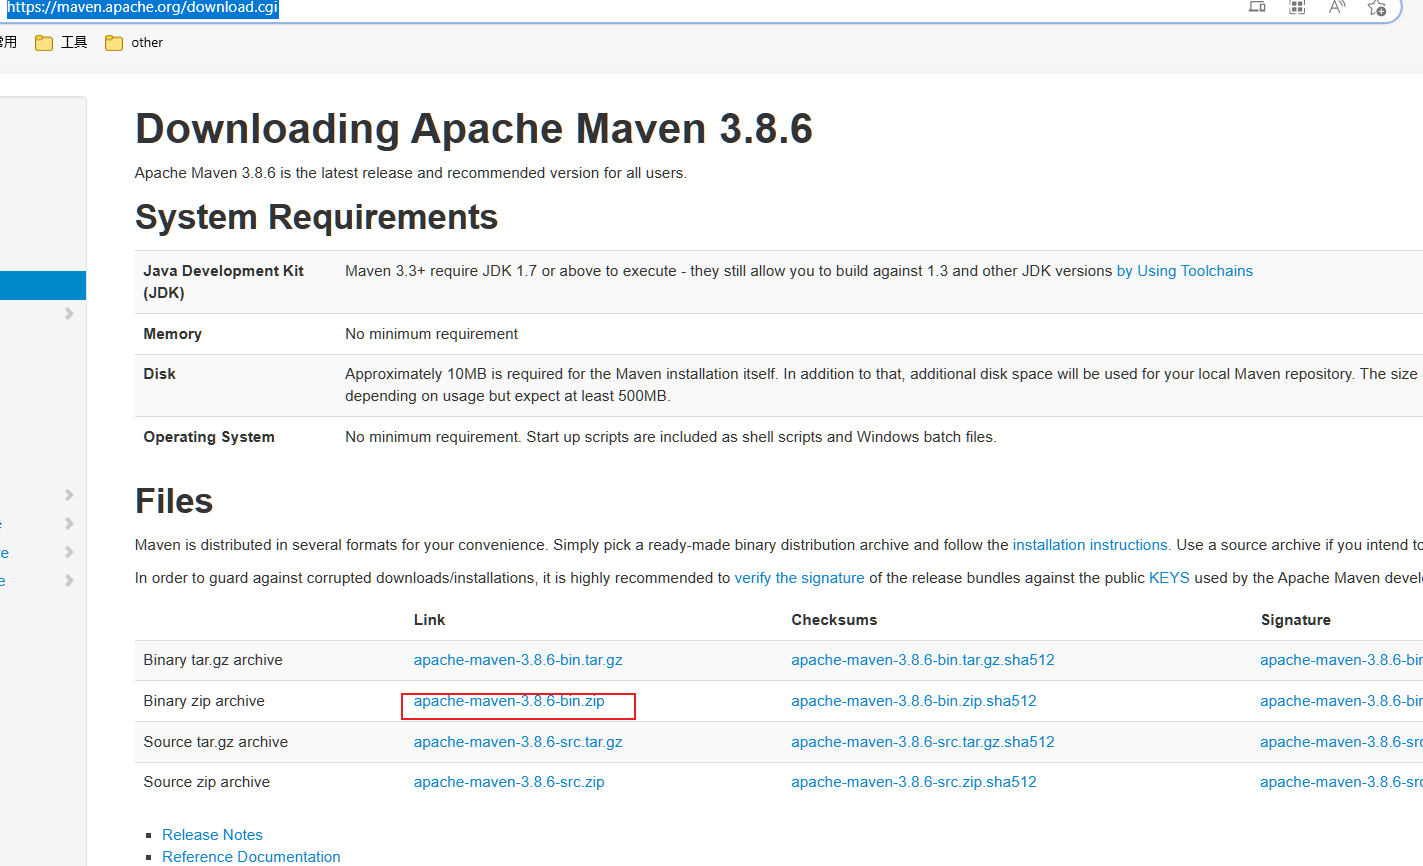 https://maven.apache.org/download.cgi
用 工具 other
Downloading Apache Maven 3.8.6
Apache Maven 3.8.6 is the latest release and recommended version for all users.
System Requirements
Java Development Kit (JDK) Maven 3.3+ require JDK 1.7 or above to execute - they still allow you to build against 1.3 and other JDK versions by Using Toolchains
Memory No minimum requirement
Disk Approximately 10MB is required for the Maven installation itself. In addition to that, additional disk space will be used for your local Maven repository. The size
depending on usage but expect at least 500MB.
Operating System No minimum requirement. Start up scripts are included as shell scripts and Windows batch files.
Files
Maven is distributed in several formats for your convenience. Simply pick a ready-made binary distribution archive and follow the installation instructions. Use a source archive if you intend to
In order to guard against corrupted downloads/installations, it is highly recommended to verify the signature of the release bundles against the public KEYS used by the Apache Maven devel
Link Checksums Signature
Binary tar.gz archive apache-maven-3.8.6-bin.tar.gz apache-maven-3.8.6-bin.tar.gz.sha512 apache-maven-3.8.6-bin
Binary zip archive apache-maven-3.8.6-bin.zip apache-maven-3.8.6-bin.zip.sha512 apache-maven-3.8.6-bin
Source tar.gz archive apache-maven-3.8.6-src.tar.gz apache-maven-3.8.6-src.tar.gz.sha512 apache-maven-3.8.6-src
Source zip archive apache-maven-3.8.6-src.zip apache-maven-3.8.6-src.zip.sha512 apache-maven-3.8.6-src
Release Notes
Reference Documentation